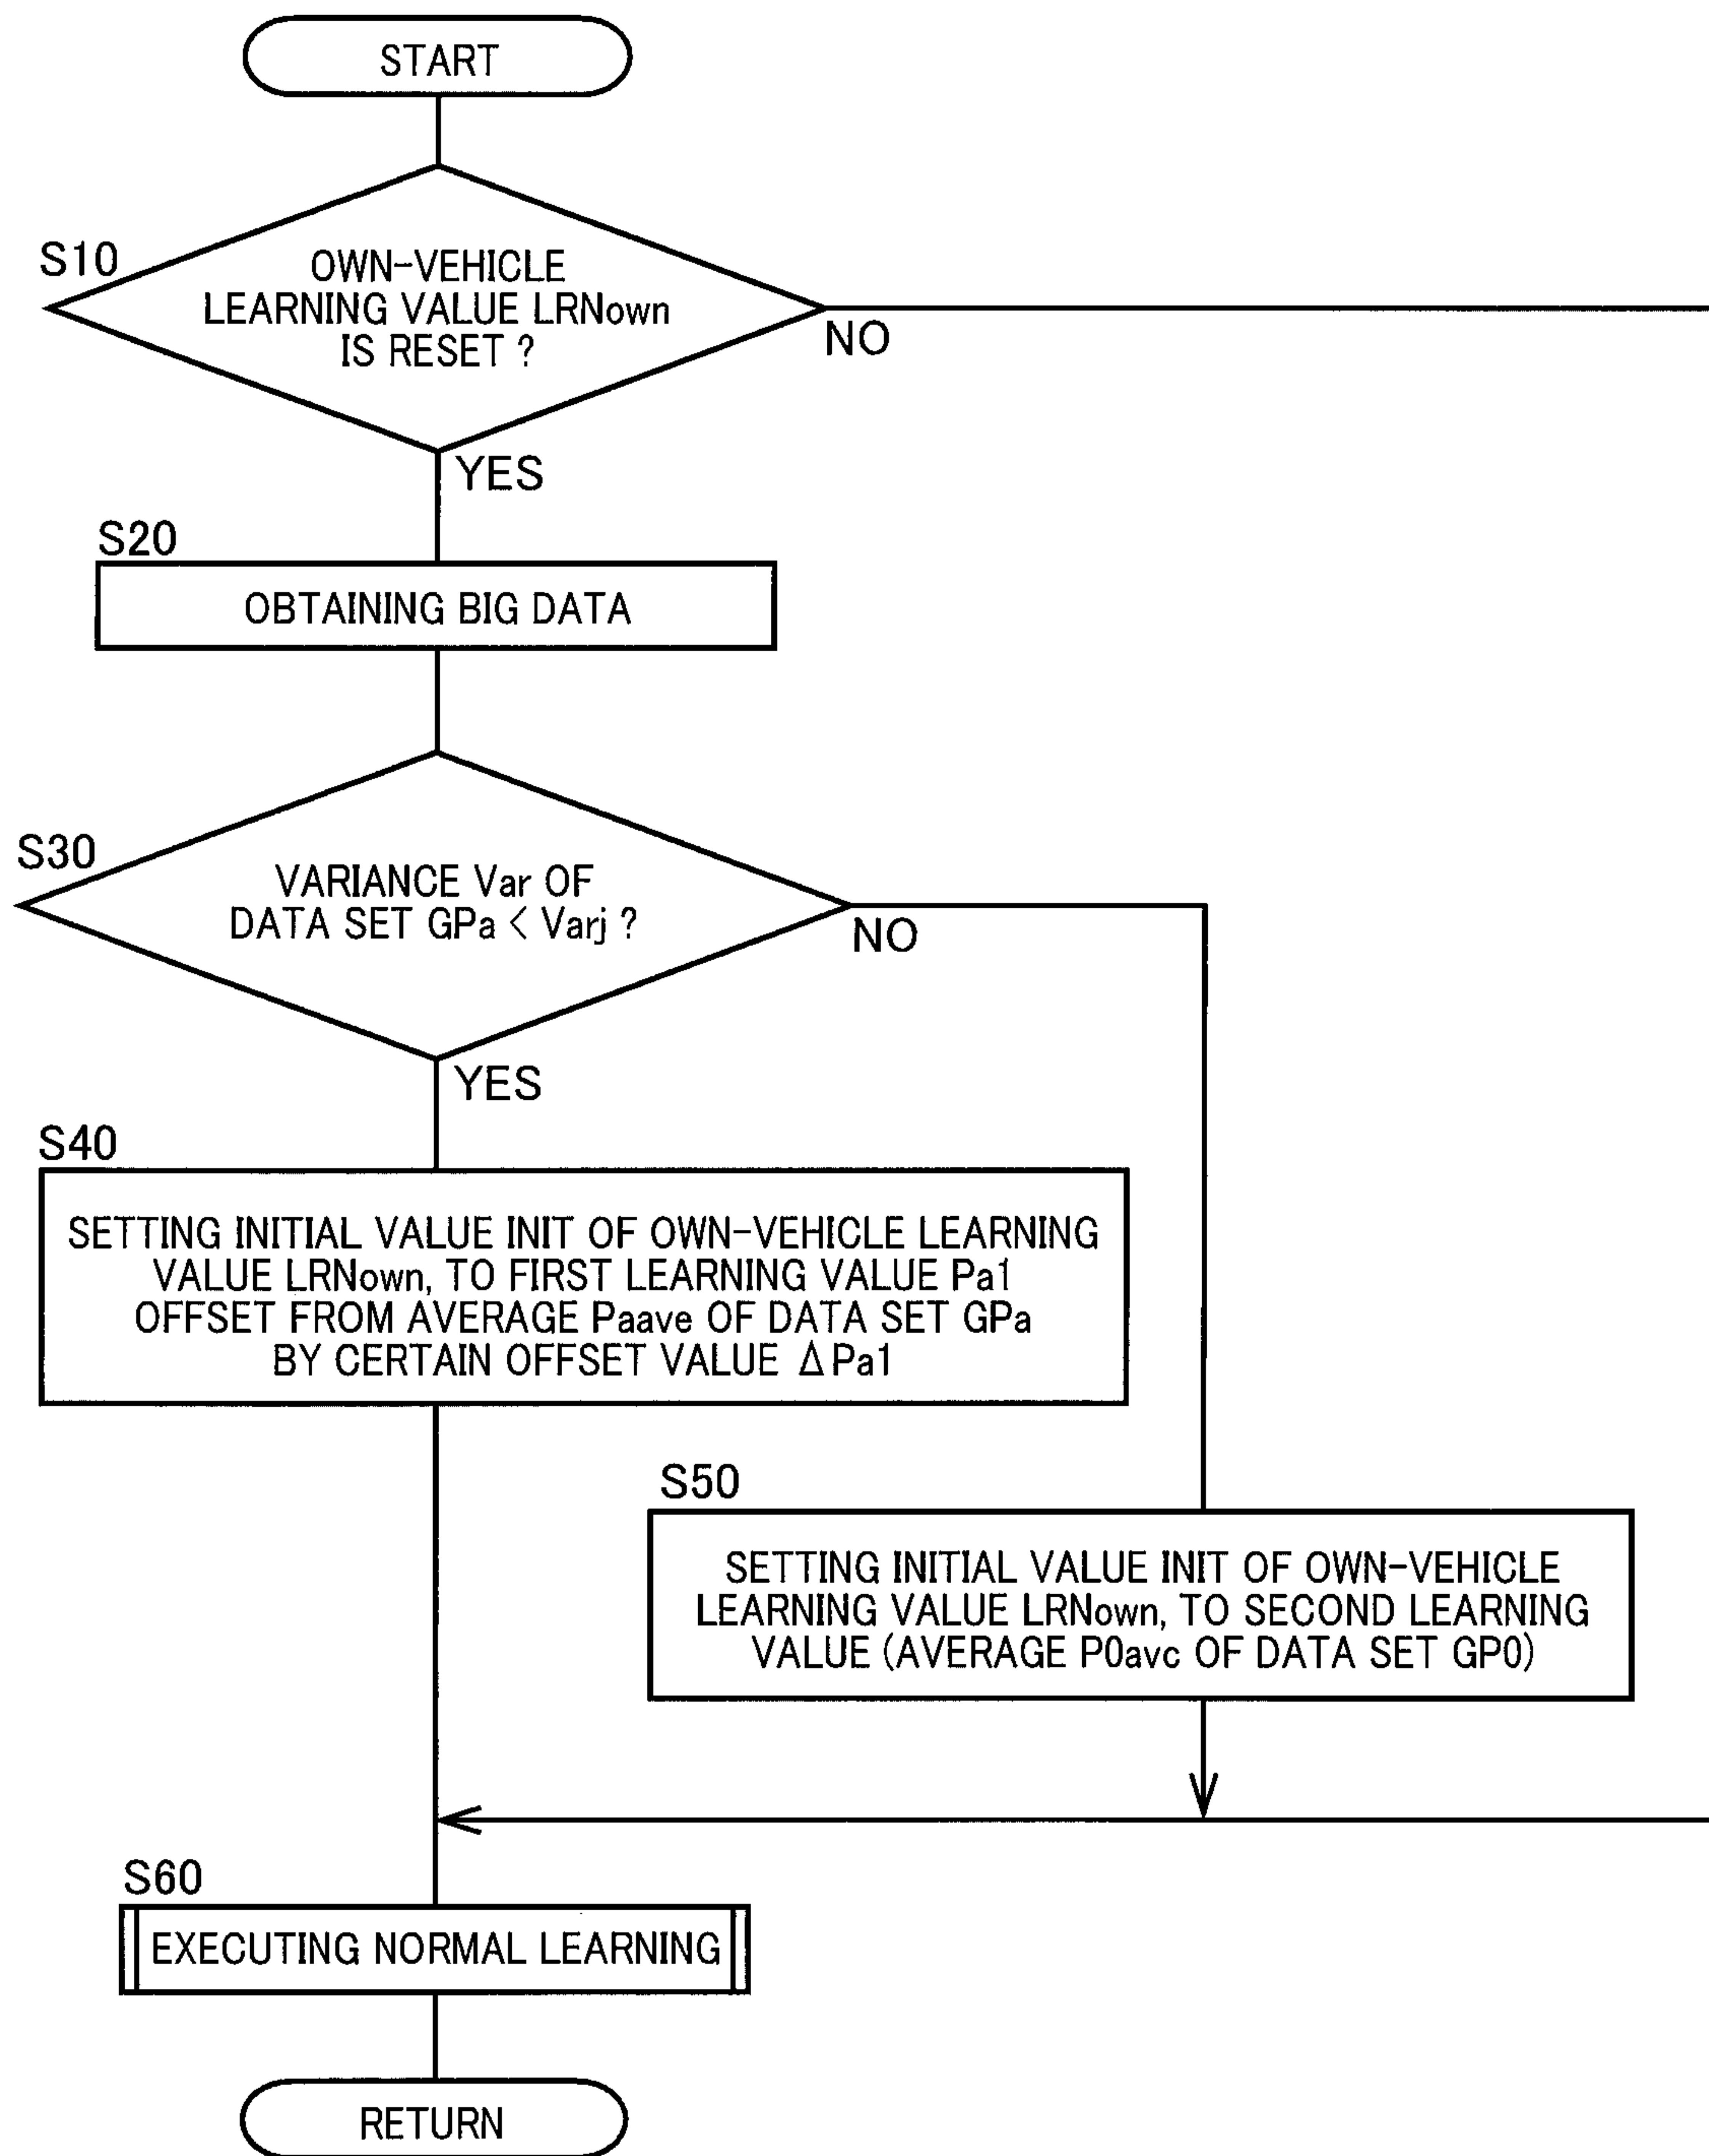 START
S10
OWN-VEHICLE
LEARNING VALUE LRNown
IS RESET ?
NO
YES
S20
OBTAINING BIG DATA
S30
VARIANCE Var OF
DATA SET GPa < Varj ?
NO
YES
S40
SETTING INITIAL VALUE INIT OF OWN-VEHICLE LEARNING
VALUE LRNown, TO FIRST LEARNING VALUE Pa1
OFFSET FROM AVERAGE Paave OF DATA SET GPa
BY CERTAIN OFFSET VALUE ΔPa1
S50
SETTING INITIAL VALUE INIT OF OWN-VEHICLE
LEARNING VALUE LRNown, TO SECOND LEARNING
VALUE (AVERAGE P0avc OF DATA SET GP0)
S60
EXECUTING NORMAL LEARNING
RETURN